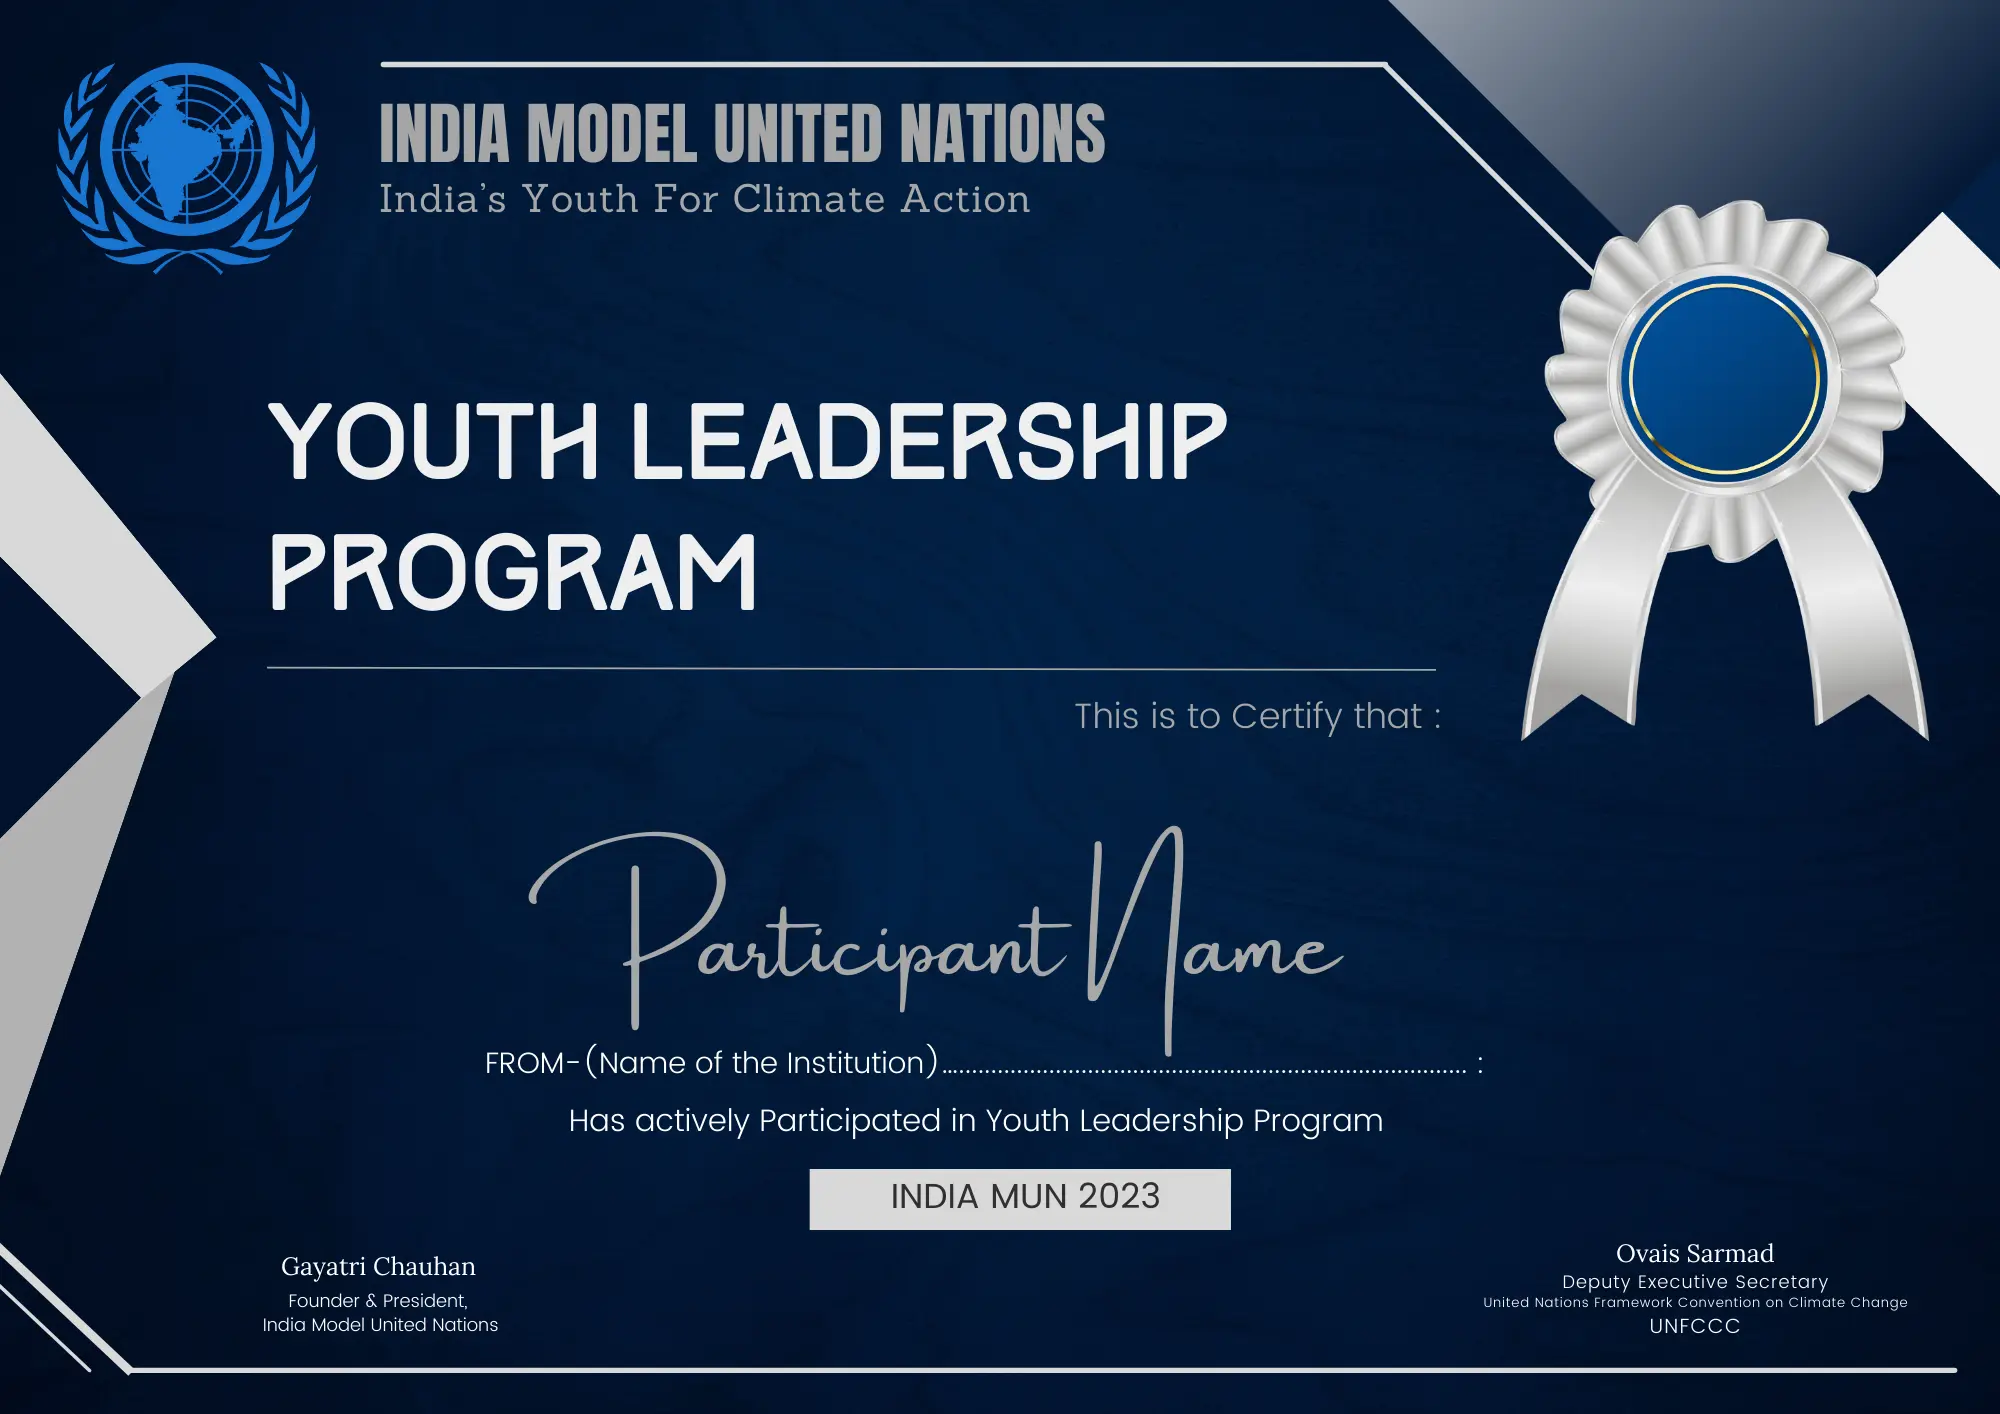 INDIA MODEL UNITED NATIONS
India's Youth For Climate Action
YOUTH LEADERSHIP
PROGRAM
This is to Certify that :
Participant Name
FROM-(Name of the Institution)........................................................................................ :
Has actively Participated in Youth Leadership Program
INDIA MUN 2023
Gayatri Chauhan
Founder & President,
India Model United Nations
Ovais Sarmad
Deputy Executive Secretary
United Nations Framework Convention on Climate Change
UNFCCC